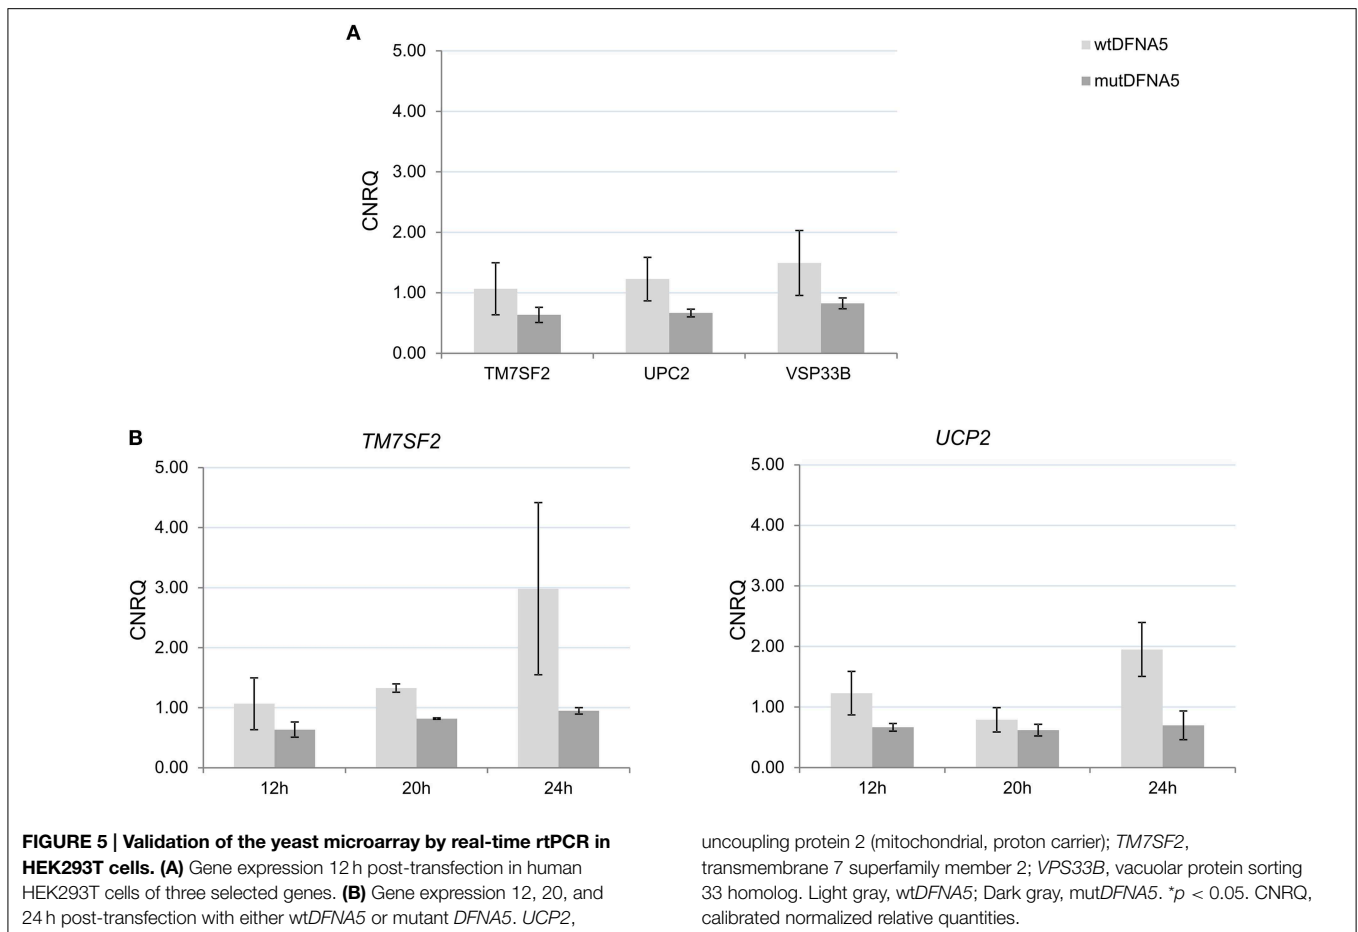 A
wtDFNA5
mutDFNA5
5.00
4.00
3.00
2.00
1.00
0.00
CNRQ
TM7SF2 UPC2 VSP33B
B
TM7SF2
5.00
4.00
3.00
2.00
1.00
0.00
CNRQ
12h 20h 24h
UCP2
5.00
4.00
3.00
2.00
1.00
0.00
CNRQ
12h 20h 24h
FIGURE 5 | Validation of the yeast microarray by real-time rtPCR in
HEK293T cells. (A) Gene expression 12 h post-transfection in human
HEK293T cells of three selected genes. (B) Gene expression 12, 20, and
24 h post-transfection with either wtDFNA5 or mutant DFNA5. UCP2,
uncoupling protein 2 (mitochondrial, proton carrier); TM7SF2,
transmembrane 7 superfamily member 2; VPS33B, vacuolar protein sorting
33 homolog. Light gray, wtDFNA5; Dark gray, mutDFNA5. *p < 0.05. CNRQ,
calibrated normalized relative quantities.